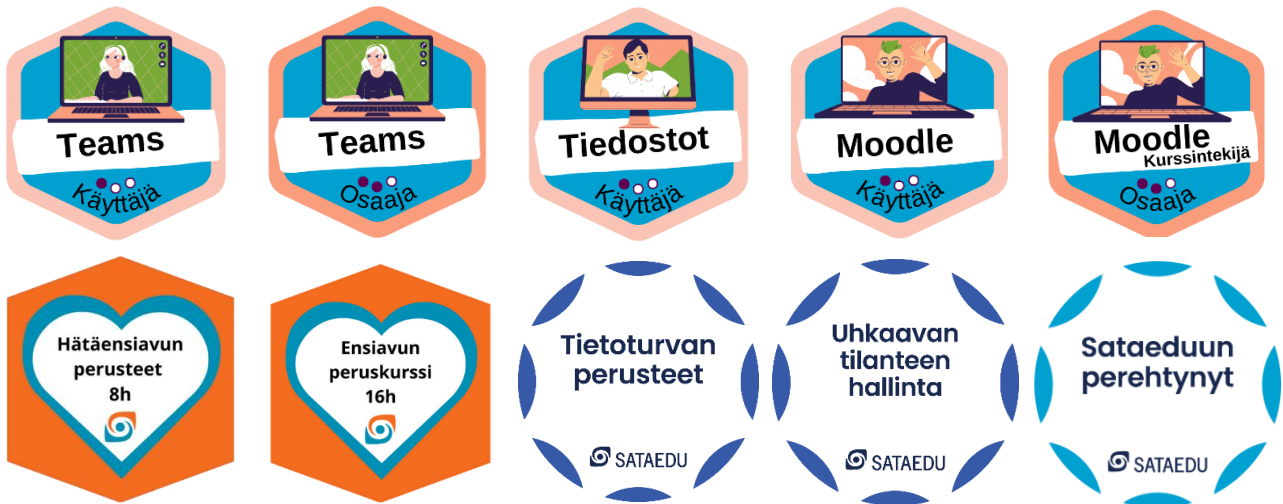 Teams
Käyttäjä
Teams
Osaaja
Tiedostot
Käyttäjä
Moodle
Käyttäjä
Moodle
Kurssintekijä
Osaaja
Hätäensiavun
perusteet
8h
Ensiavun
peruskurssi
16h
Tietoturvan
perusteet
SATAEDU
Uhkaavan
tilanteen
hallinta
SATAEDU
Sataeduun
perehtynyt
SATAEDU